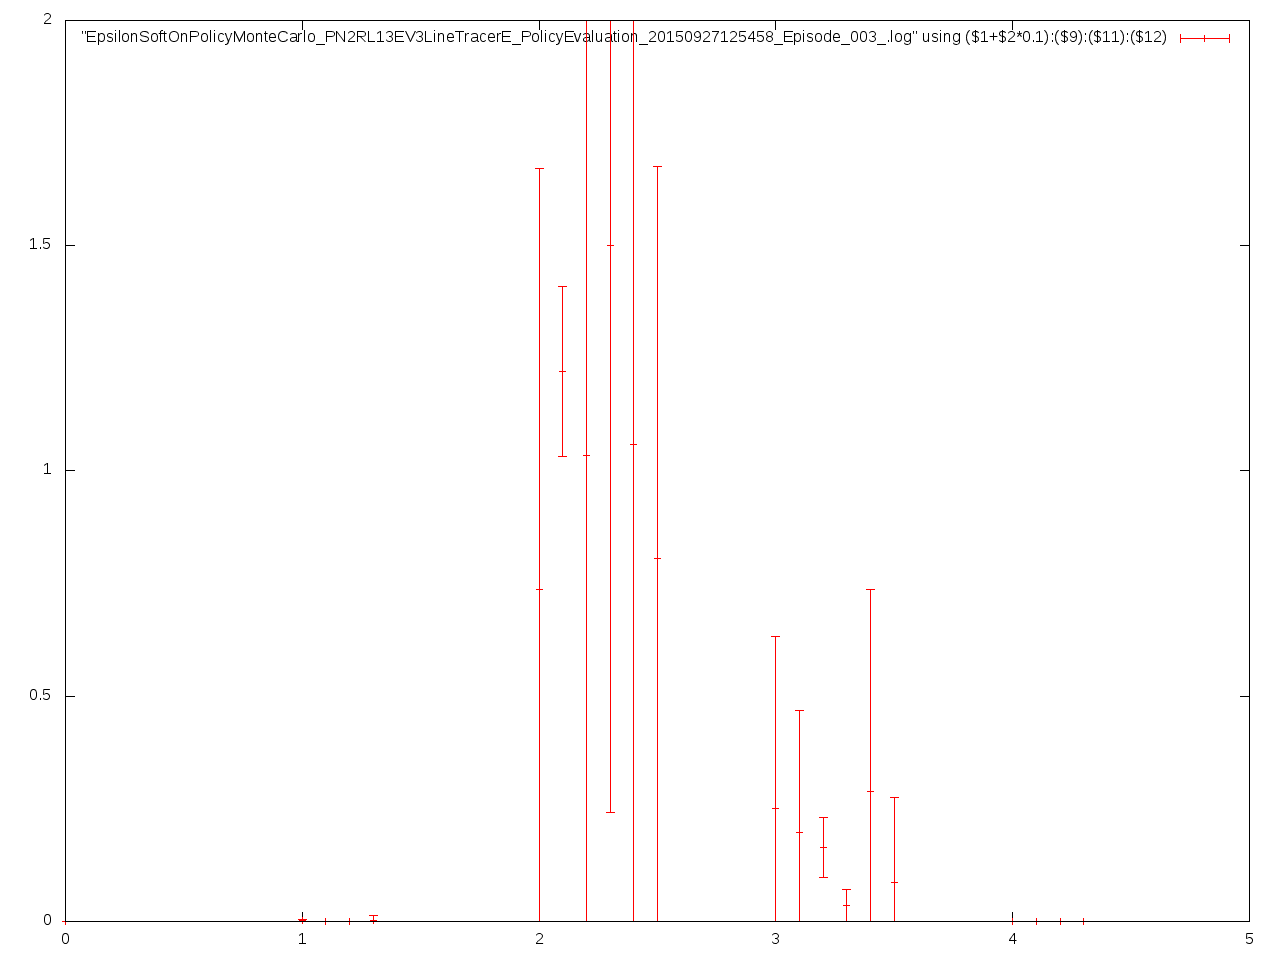 2
"EpsilonSoftOnPolicyMonteCarlo_PN2RL13EV3LineTracerE_PolicyEvaluation_20150927125458_Episode_003_.log" using ($1+$2*0.1):($9):($11):($12)
1.5
1
0.5
0
0 1 2 3 4 5